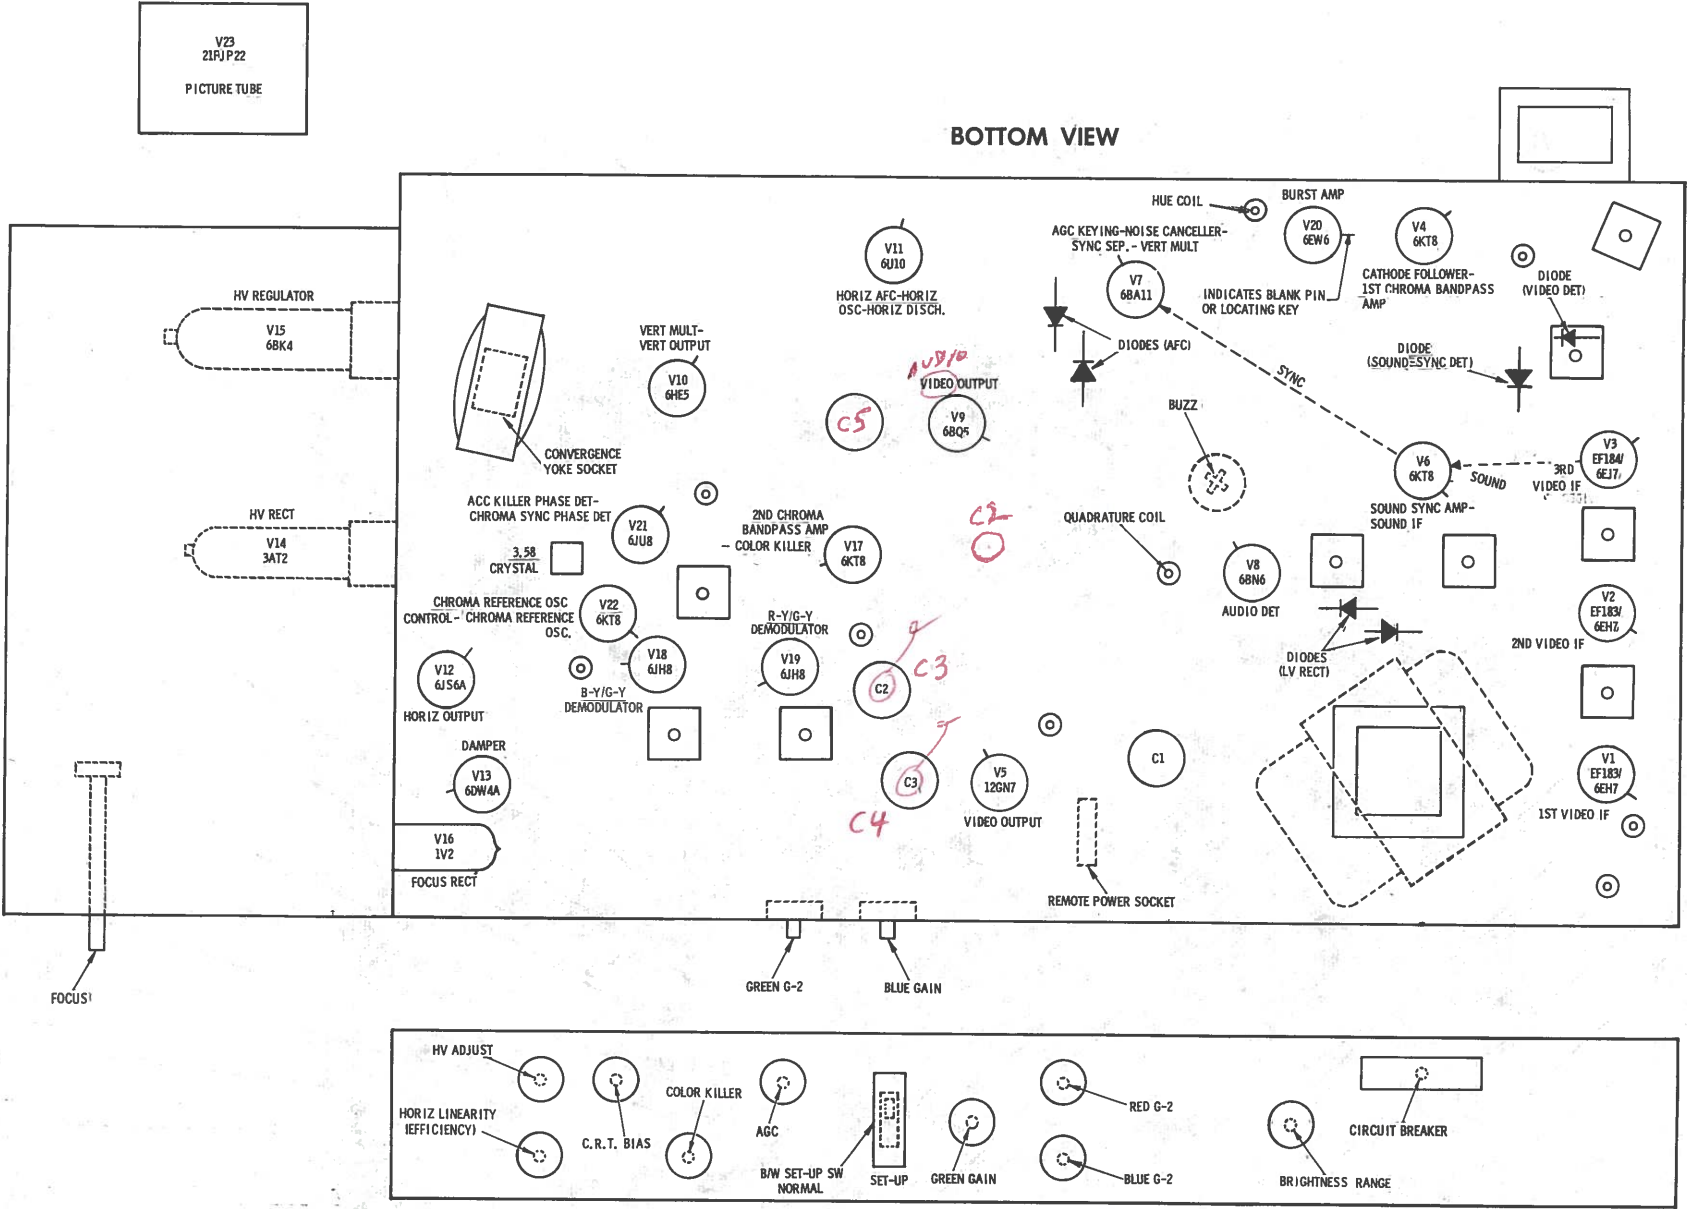 V23
21FJP22
PICTURE TUBE
BOTTOM VIEW
HUE COIL
BURST AMP
V20
6EW6
V4
6KT8
AGC KEYING-NOISE CANCELLER-
SYNC SEP. - VERT MULT
V7
6BA11
V11
6U10
HORIZ AFC-HORIZ
OSC-HORIZ DISCH.
INDICATES BLANK PIN
OR LOCATING KEY
CATHODE FOLLOWER-
1ST CHROMA BANDPASS
AMP
DIODE
(VIDEO DET)
HV REGULATOR
V15
6BK4
VERT MULT-
VERT OUTPUT
V10
6HE5
DIODES (AFC)
DIODE
(SOUND-SYNC DET)
SYNC
AUDIO
VIDEO OUTPUT
V9
6BQ5
C5
BUZZ
CONVERGENCE
YOKE SOCKET
V6
6KT8
SOUND
3RD
VIDEO IF
V3
EF184/
6EJ7
SOUND SYNC AMP-
SOUND IF
HV RECT
V14
3AT2
ACC KILLER PHASE DET-
CHROMA SYNC PHASE DET
V21
6JU8
2ND CHROMA
BANDPASS AMP
- COLOR KILLER
V17
6KT8
C2
QUADRATURE COIL
V8
6BN6
AUDIO DET
3.58
CRYSTAL
CHROMA REFERENCE OSC
CONTROL- CHROMA REFERENCE
OSC.
V22
6KT8
R-Y/G-Y
DEMODULATOR
V19
6JH8
V18
6JH8
B-Y/G-Y
DEMODULATOR
V12
6JS6A
HORIZ OUTPUT
C2
C3
DIODES
(LV RECT)
V2
EF183/
6EH7
2ND VIDEO IF
DAMPER
V13
6DW4A
C3
C4
V5
12GN7
VIDEO OUTPUT
C1
V1
EF183/
6EH7
1ST VIDEO IF
V16
1V2
FOCUS RECT
REMOTE POWER SOCKET
FOCUS
GREEN G-2
BLUE GAIN
HV ADJUST
HORIZ LINEARITY
(EFFICIENCY)
C.R.T. BIAS
COLOR KILLER
AGC
B/W SET-UP SW
NORMAL
SET-UP
GREEN GAIN
RED G-2
BLUE G-2
BRIGHTNESS RANGE
CIRCUIT BREAKER